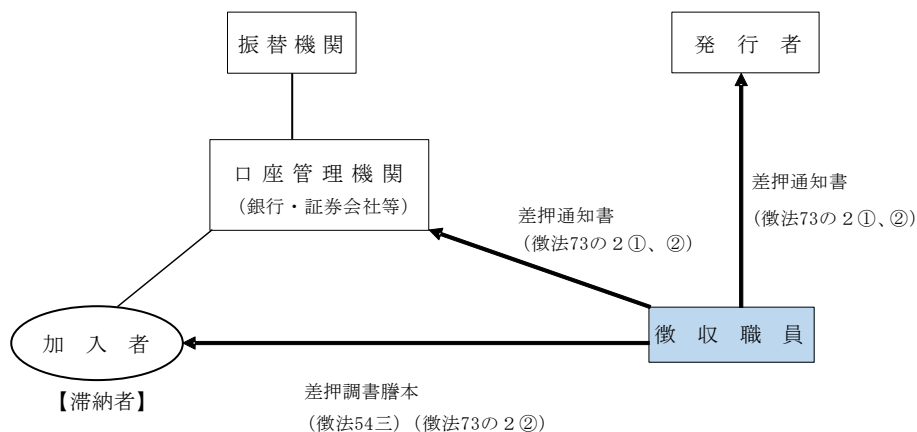 振替機関
発行者
口座管理機関
（銀行・証券会社等）
差押通知書
（徴法73の２①、②）
差押通知書
（徴法73の２①、②）
加入者
徴収職員
【滞納者】
差押調書謄本
（徴法54三）（徴法73の２②）